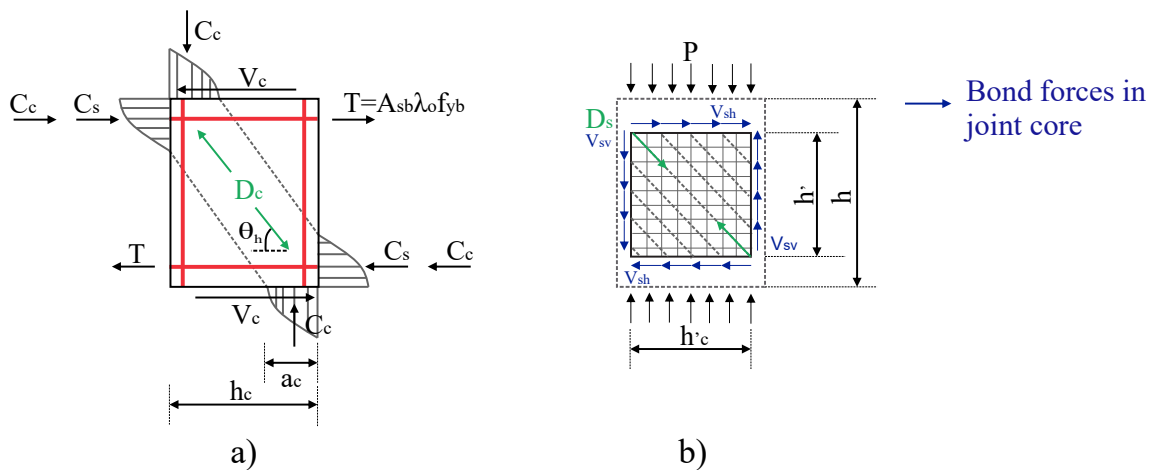 Cc
Vc
Cc
Cs
T=Asbλofyb
Dc
θh
T
Cs
Cc
Vc
Cc
ac
hc
a)
P
Ds
Vsh
Vsv
h'
h
Vsv
Vsh
h'c
b)
Bond forces in
joint core